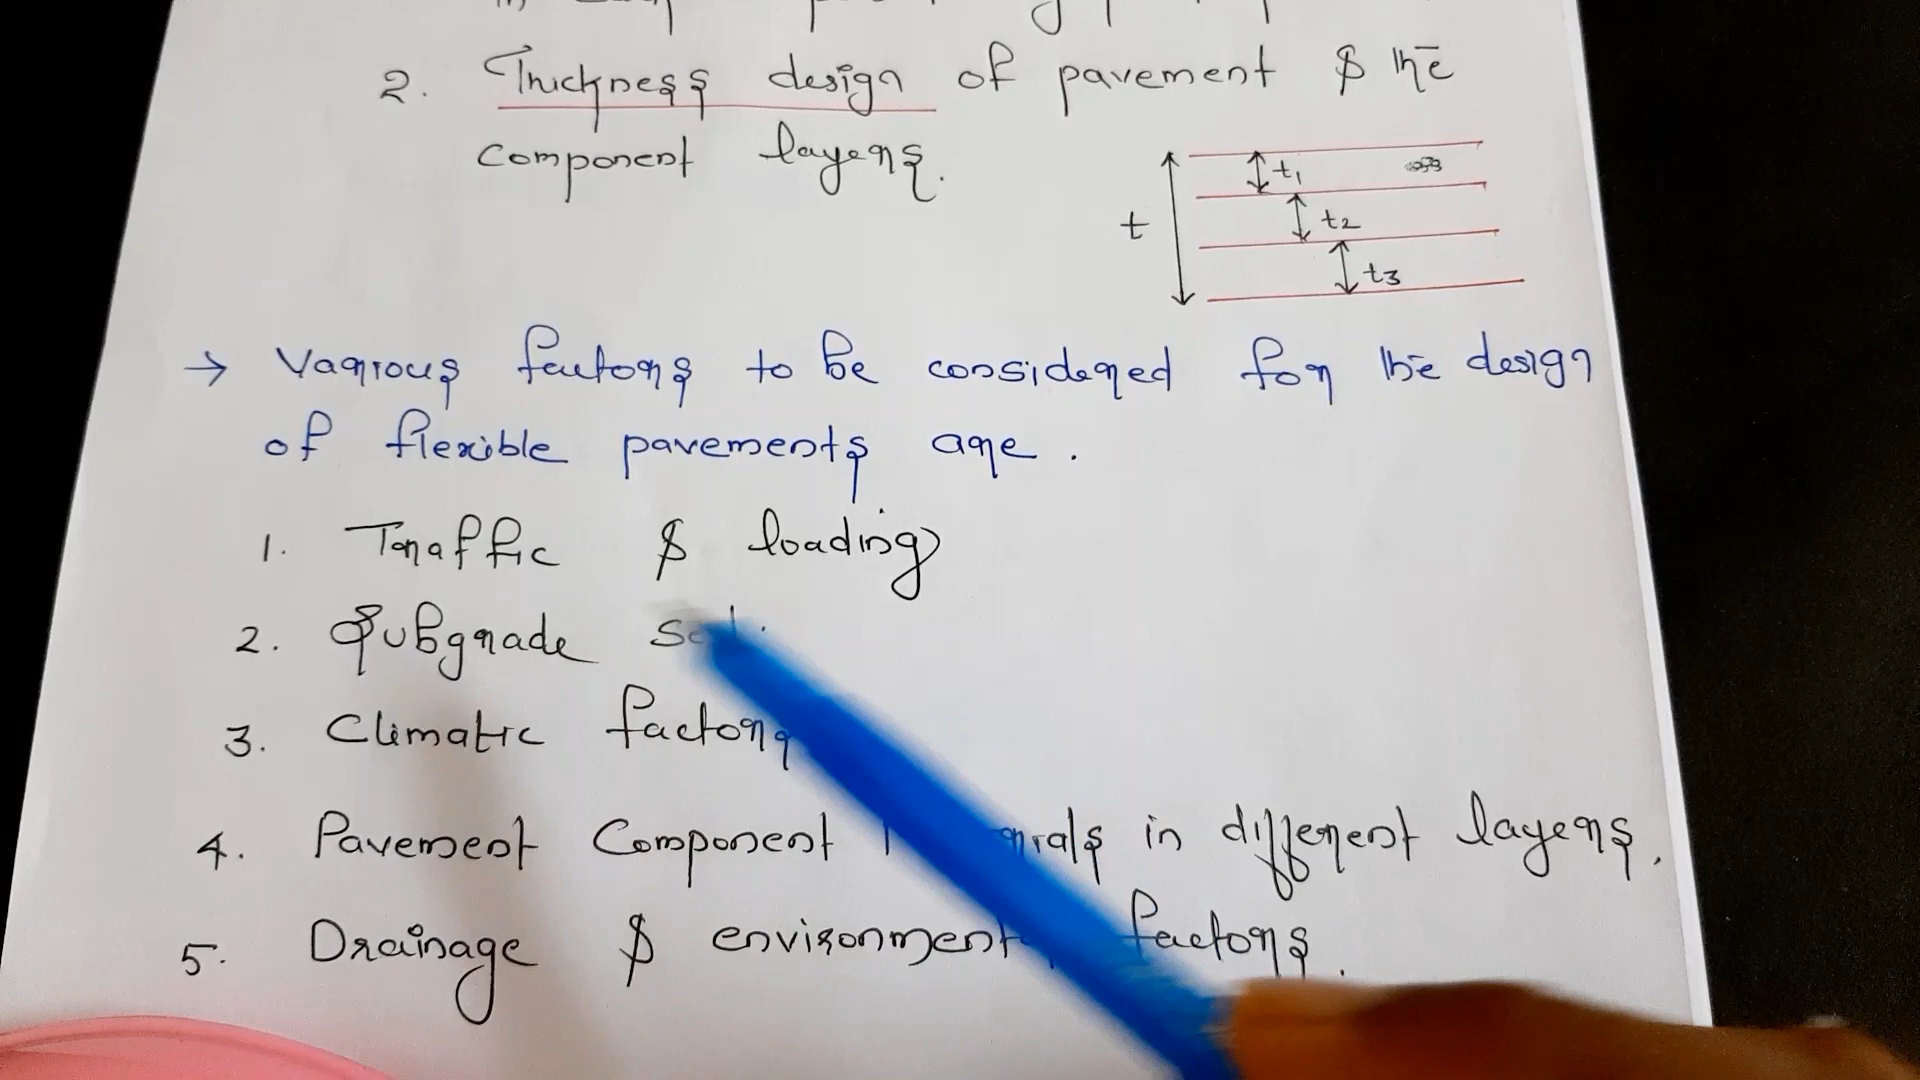 2. Thickness design of pavement & the
component layers.
t
t1
t2
t3
→ Various factors to be considered for the design
of flexible pavements are.
1. Traffic & loading
2. Subgrade
3. Climatic factors
4. Pavement Component in different layers.
5. Drainage & factors.